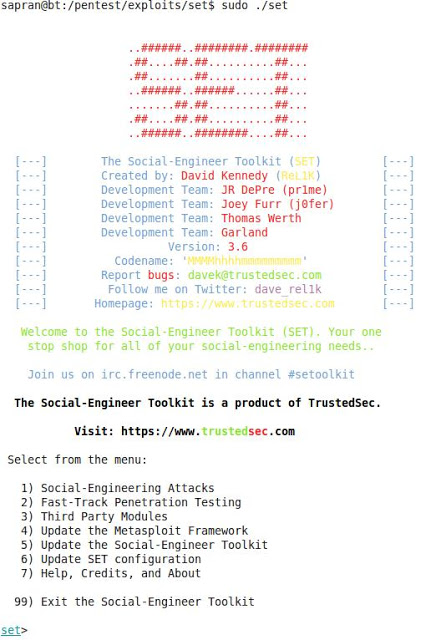 sapran@bt:/pentest/exploits/set$ sudo ./set
..######..########.########
.##....##.##..........##...
.##.......##..........##...
..######..######......##...
.......##.##..........##...
.##....##.##..........##...
..######..########....##...
[---] The Social-Engineer Toolkit (SET) [---]
[---] Created by: David Kennedy (ReL1K) [---]
[---] Development Team: JR DePre (pr1me) [---]
[---] Development Team: Joey Furr (j0fer) [---]
[---] Development Team: Thomas Werth [---]
[---] Development Team: Garland [---]
[---] Version: 3.6 [---]
[---] Codename: 'MMMMhhhhmmmmmmmmm' [---]
[---] Report bugs: davek@trustedsec.com [---]
[---] Follow me on Twitter: dave_rel1k [---]
[---] Homepage: https://www.trustedsec.com [---]
Welcome to the Social-Engineer Toolkit (SET). Your one
stop shop for all of your social-engineering needs..
Join us on irc.freenode.net in channel #setoolkit
The Social-Engineer Toolkit is a product of TrustedSec.
Visit: https://www.trustedsec.com
Select from the menu:
1) Social-Engineering Attacks
2) Fast-Track Penetration Testing
3) Third Party Modules
4) Update the Metasploit Framework
5) Update the Social-Engineer Toolkit
6) Update SET configuration
7) Help, Credits, and About
99) Exit the Social-Engineer Toolkit
set>